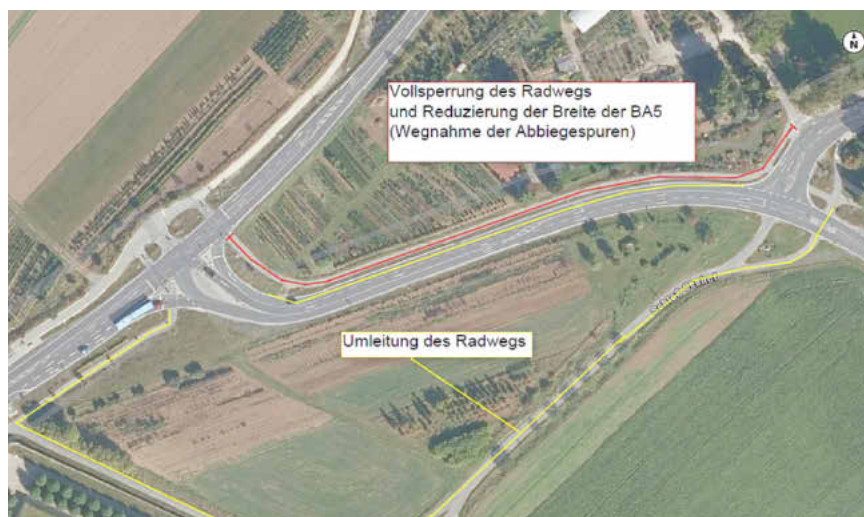 N
Vollsperrung des Radwegs
und Reduzierung der Breite der BA5
(Wegnahme der Abbiegespuren)
Umleitung des Radwegs